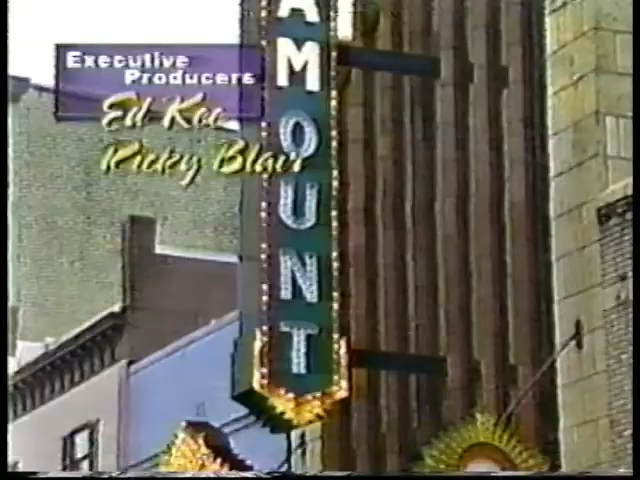 Executive
Producers
Ed Kee
Ricky Blair
AMOUNT